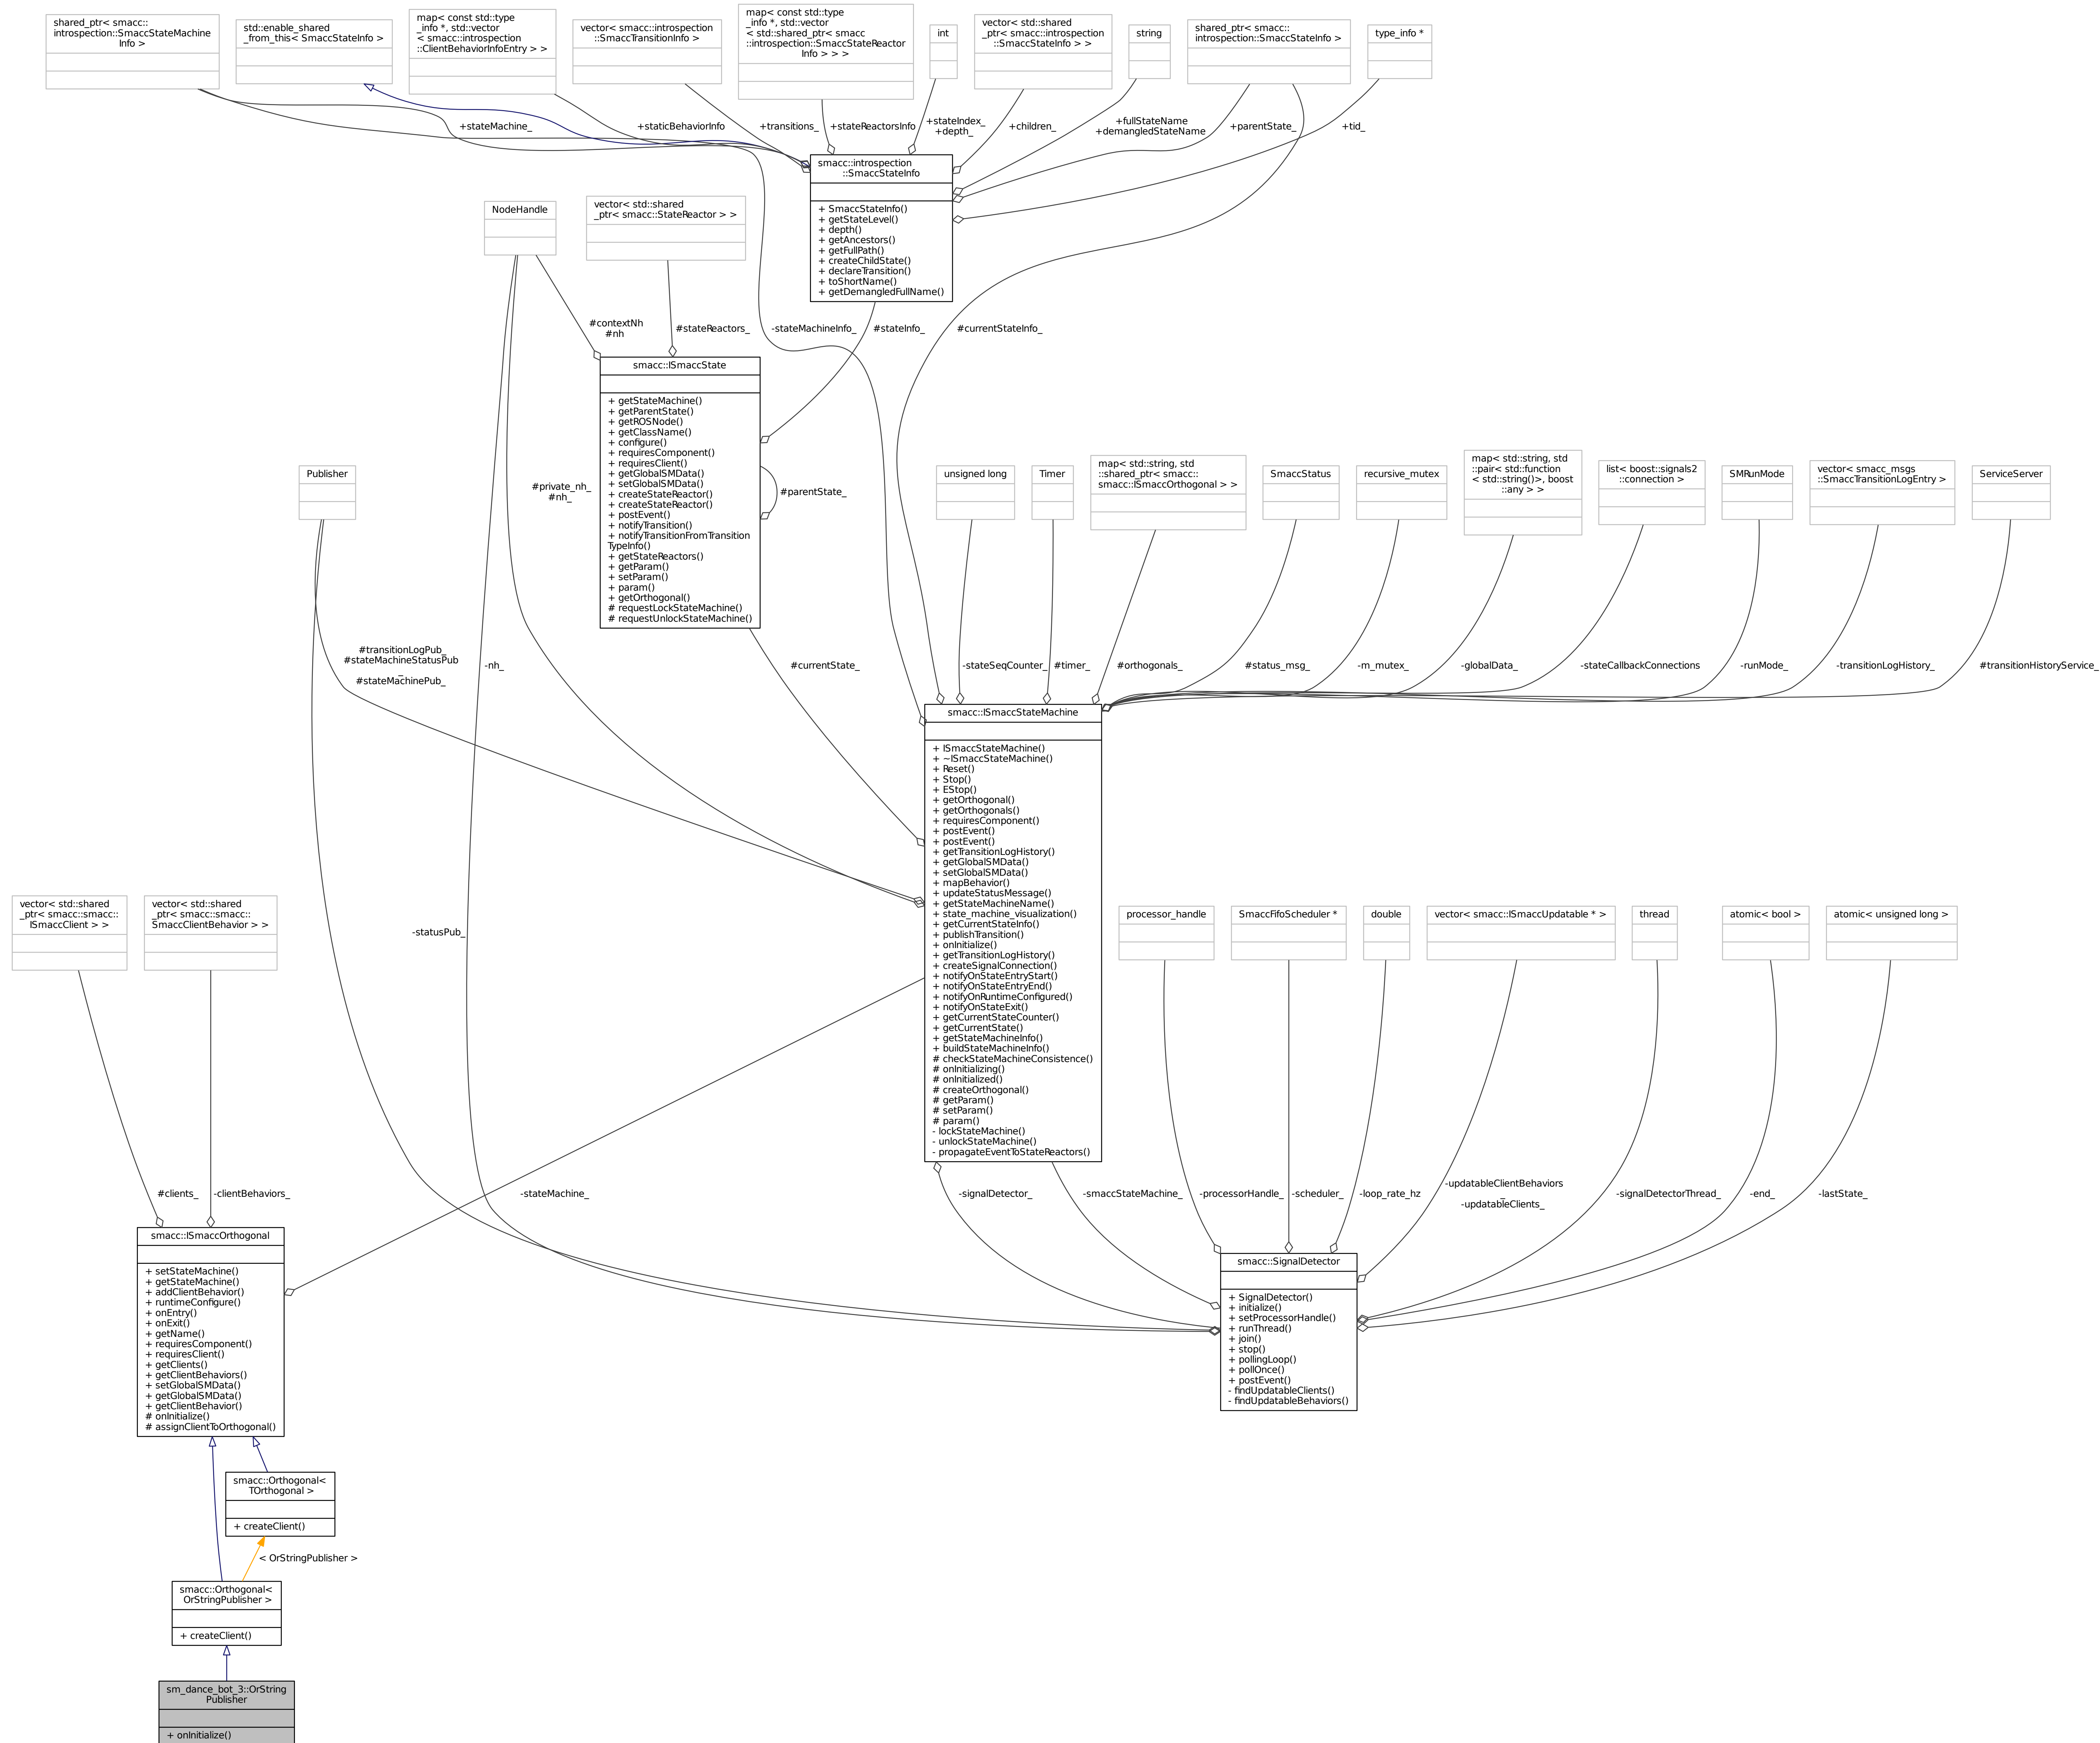 shared_ptr< smacc::
introspection::SmaccStateMachine
Info >
std::enable_shared
_from_this< SmaccStateInfo >
map< const std::type
_info *, std::vector
< smacc::introspection
::ClientBehaviorInfoEntry > >
vector< smacc::introspection
::SmaccTransitionInfo >
map< const std::type
_info *, std::vector
< std::shared_ptr< smacc
::introspection::SmaccStateReactor
Info > > >
int
vector< std::shared
_ptr< smacc::introspection
::SmaccStateInfo > >
string
shared_ptr< smacc::
introspection::SmaccStateInfo >
type_info *
+stateMachine_
+staticBehaviorInfo
+transitions_
+stateReactorsInfo
+stateIndex_
+depth_
+children_
+fullStateName
+demangledStateName
+parentState_
+tid_
smacc::introspection
::SmaccStateInfo
+ SmaccStateInfo()
+ getStateLevel()
+ depth()
+ getAncestors()
+ getFullPath()
+ createChildState()
+ declareTransition()
+ toShortName()
+ getDemangledFullName()
NodeHandle
vector< std::shared
_ptr< smacc::StateReactor > >
#contextNh
#nh
#stateReactors_
-stateMachineInfo_
#stateInfo_
#currentStateInfo_
smacc::ISmaccState
+ getStateMachine()
+ getParentState()
+ getROSNode()
+ getClassName()
+ configure()
+ requiresComponent()
+ requiresClient()
+ getGlobalSMData()
+ setGlobalSMData()
+ createStateReactor()
+ createStateReactor()
+ postEvent()
+ notifyTransition()
+ notifyTransitionFromTransition
TypeInfo()
+ getStateReactors()
+ getParam()
+ setParam()
+ param()
+ getOrthogonal()
# requestLockStateMachine()
# requestUnlockStateMachine()
#parentState_
#private_nh_
#nh_
Publisher
unsigned long
Timer
map< std::string, std
::shared_ptr< smacc::
smacc::ISmaccOrthogonal > >
SmaccStatus
recursive_mutex
map< std::string, std
::pair< std::function
< std::string()>, boost
::any > >
list< boost::signals2
::connection >
SMRunMode
vector< smacc_msgs
::SmaccTransitionLogEntry >
ServiceServer
#transitionLogPub_
#stateMachineStatusPub
_
#stateMachinePub_
-nh_
#currentState_
-stateSeqCounter_
#timer_
#orthogonals_
#status_msg_
-m_mutex_
-globalData_
-stateCallbackConnections
-runMode_
-transitionLogHistory_
#transitionHistoryService_
smacc::ISmaccStateMachine
+ ISmaccStateMachine()
+ ~ISmaccStateMachine()
+ Reset()
+ Stop()
+ EStop()
+ getOrthogonal()
+ getOrthogonals()
+ requiresComponent()
+ postEvent()
+ postEvent()
+ getTransitionLogHistory()
+ getGlobalSMData()
+ setGlobalSMData()
+ mapBehavior()
+ updateStatusMessage()
+ getStateMachineName()
+ state_machine_visualization()
+ getCurrentStateInfo()
+ publishTransition()
+ onInitialize()
+ getTransitionLogHistory()
+ createSignalConnection()
+ notifyOnStateEntryStart()
+ notifyOnStateEntryEnd()
+ notifyOnRuntimeConfigured()
+ notifyOnStateExit()
+ getCurrentStateCounter()
+ getCurrentState()
+ getStateMachineInfo()
+ buildStateMachineInfo()
# checkStateMachineConsistence()
# onInitializing()
# onInitialized()
# createOrthogonal()
# getParam()
# setParam()
# param()
- lockStateMachine()
- unlockStateMachine()
- propagateEventToStateReactors()
vector< std::shared
_ptr< smacc::smacc::
ISmaccClient > >
vector< std::shared
_ptr< smacc::smacc::
SmaccClientBehavior > >
-statusPub_
processor_handle
SmaccFifoScheduler *
double
vector< smacc::ISmaccUpdatable * >
thread
atomic< bool >
atomic< unsigned long >
#clients_
-clientBehaviors_
-stateMachine_
-signalDetector_
-smaccStateMachine_
-processorHandle_
-scheduler_
-loop_rate_hz
-updatableClientBehaviors
_
-updatableClients_
-signalDetectorThread_
-end_
-lastState_
smacc::ISmaccOrthogonal
+ setStateMachine()
+ getStateMachine()
+ addClientBehavior()
+ runtimeConfigure()
+ onEntry()
+ onExit()
+ getName()
+ requiresComponent()
+ requiresClient()
+ getClients()
+ getClientBehaviors()
+ setGlobalSMData()
+ getGlobalSMData()
+ getClientBehavior()
# onInitialize()
# assignClientToOrthogonal()
smacc::SignalDetector
+ SignalDetector()
+ initialize()
+ setProcessorHandle()
+ runThread()
+ join()
+ stop()
+ pollingLoop()
+ pollOnce()
+ postEvent()
- findUpdatableClients()
- findUpdatableBehaviors()
smacc::Orthogonal<
TOrthogonal >
+ createClient()
< OrStringPublisher >
smacc::Orthogonal<
OrStringPublisher >
+ createClient()
sm_dance_bot_3::OrString
Publisher
+ onInitialize()